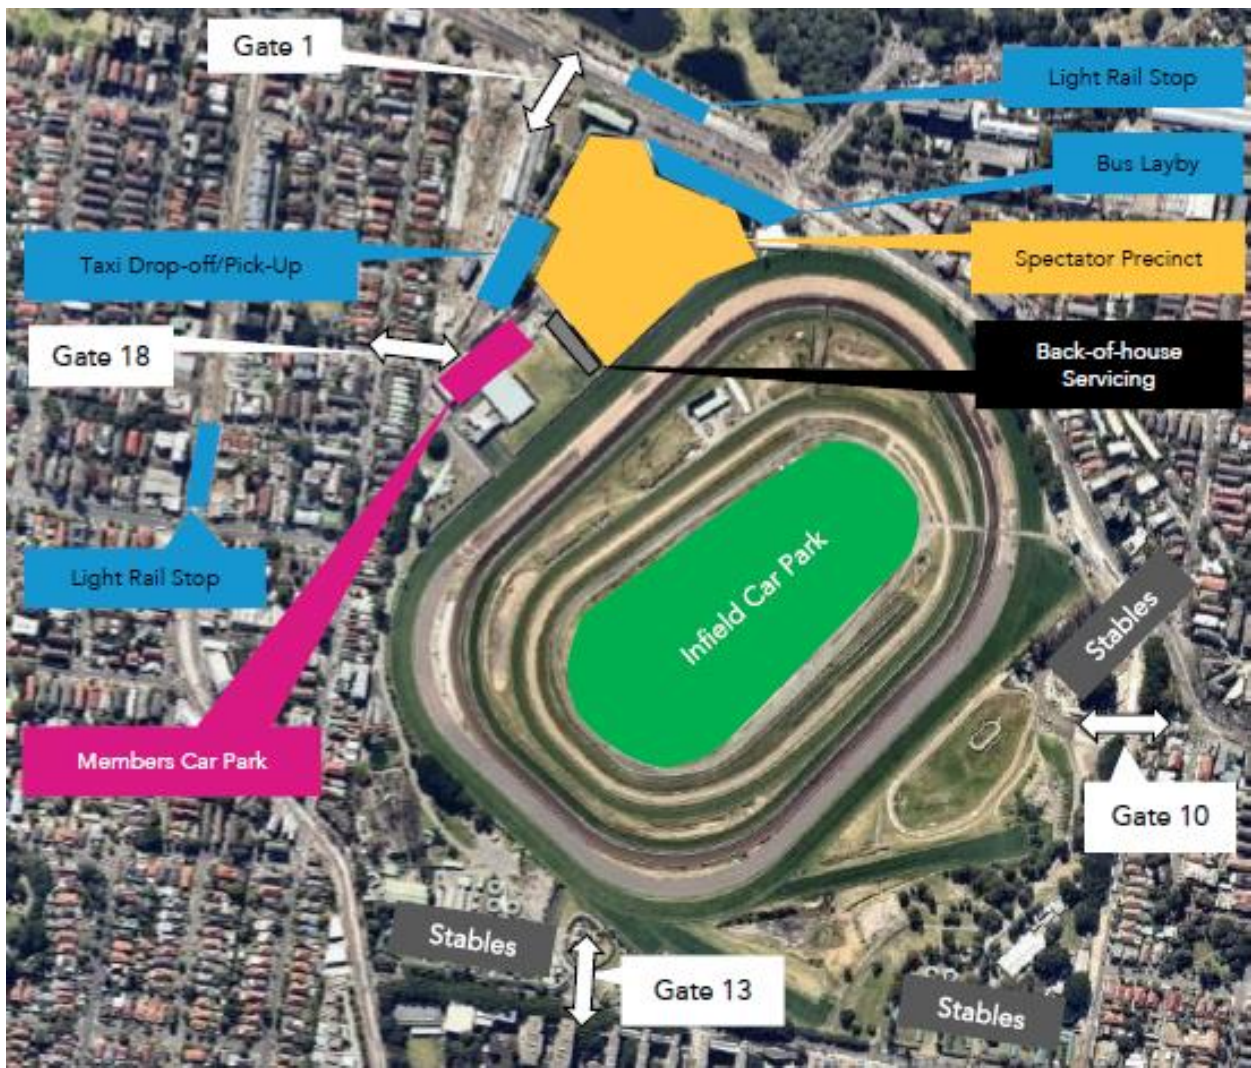 Gate 1
Light Rail Stop
Bus Layby
Taxi Drop-off/Pick-Up
Spectator Precinct
Gate 18
Back-of-house
Servicing
Light Rail Stop
Infield Car Park
Stables
Members Car Park
Gate 10
Stables
Gate 13
Stables